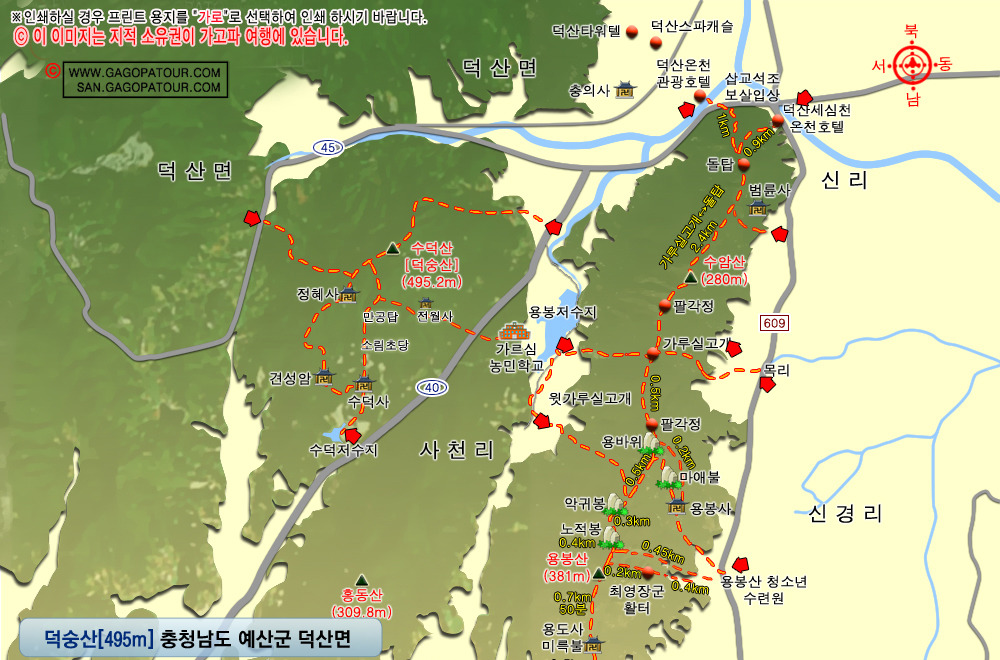 ※인쇄하실 경우 프린트 용지를 "가로"로 선택하여 인쇄 하시기 바랍니다.
© 이 이미지는 지적 소유권이 가고파 여행에 있습니다.
© WWW.GAGOPATOUR.COM
SAN.GAGOPATOUR.COM
덕산타워텔
덕산스파캐슬
북
서
동
남
덕산면
충의사
덕산온천
관광호텔
삽교석조
보살입상
덕산세심천
온천호텔
1km
0.9km
45
덕산면
돌탑
신리
범륜사
가루실고개↔돌탑
2.4km
수덕산
[덕숭산]
(495.2m)
수암산
(280m)
정혜사
만공탑
전월사
용봉저수지
팔각정
609
소림초당
가르심
농민학교
가루실고개
목리
견성암
수덕사
40
0.6km
윗가루실고개
수덕저수지
사천리
팔각정
용바위
0.2km
0.5km
마애불
악귀봉
용봉사
신경리
0.3km
노적봉
0.4km
0.45km
용봉산
(381m)
0.2km
0.4km
최영장군
활터
용봉산 청소년
수련원
홍동산
(309.8m)
0.7km
50분
용도사
미륵불
덕숭산[495m] 충청남도 예산군 덕산면